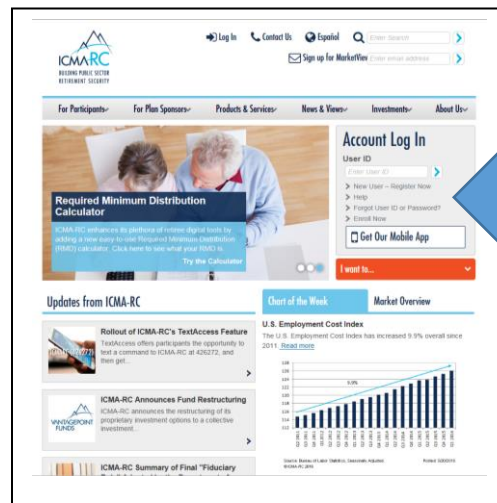 Log In Contact Us Español Enter Search
ICMARC
BUILDING PUBLIC SECTOR
RETIREMENT SECURITY
Sign up for MarketView Enter email address
For Participants For Plan Sponsors Products & Services News & Views Investments About Us
Account Log In
User ID
Enter User ID
New User – Register Now
Help
Forgot User ID or Password?
Enroll Now
Get Our Mobile App
I want to...
Required Minimum Distribution
Calculator
ICMA-RC enhances its plethora of retiree digital tools by
adding a new easy-to-use Required Minimum Distribution
(RMD) calculator. Click here to see what your RMD is.
Try the Calculator
Updates from ICMA-RC
Rollout of ICMA-RC's TextAccess Feature
TextAccess offers participants the opportunity to
text a command to ICMA-RC at 426272, and
then get...
VANTAGEPOINT
FUNDS
ICMA-RC Announces Fund Restructuring
ICMA-RC announces the restructuring of its
proprietary investment options to a collective
investment...
ICMA-RC Summary of Final "Fiduciary
Chart of the Week Market Overview
U.S. Employment Cost Index
The U.S. Employment Cost Index has increased 9.9% overall since
2011. Read more
9.9%